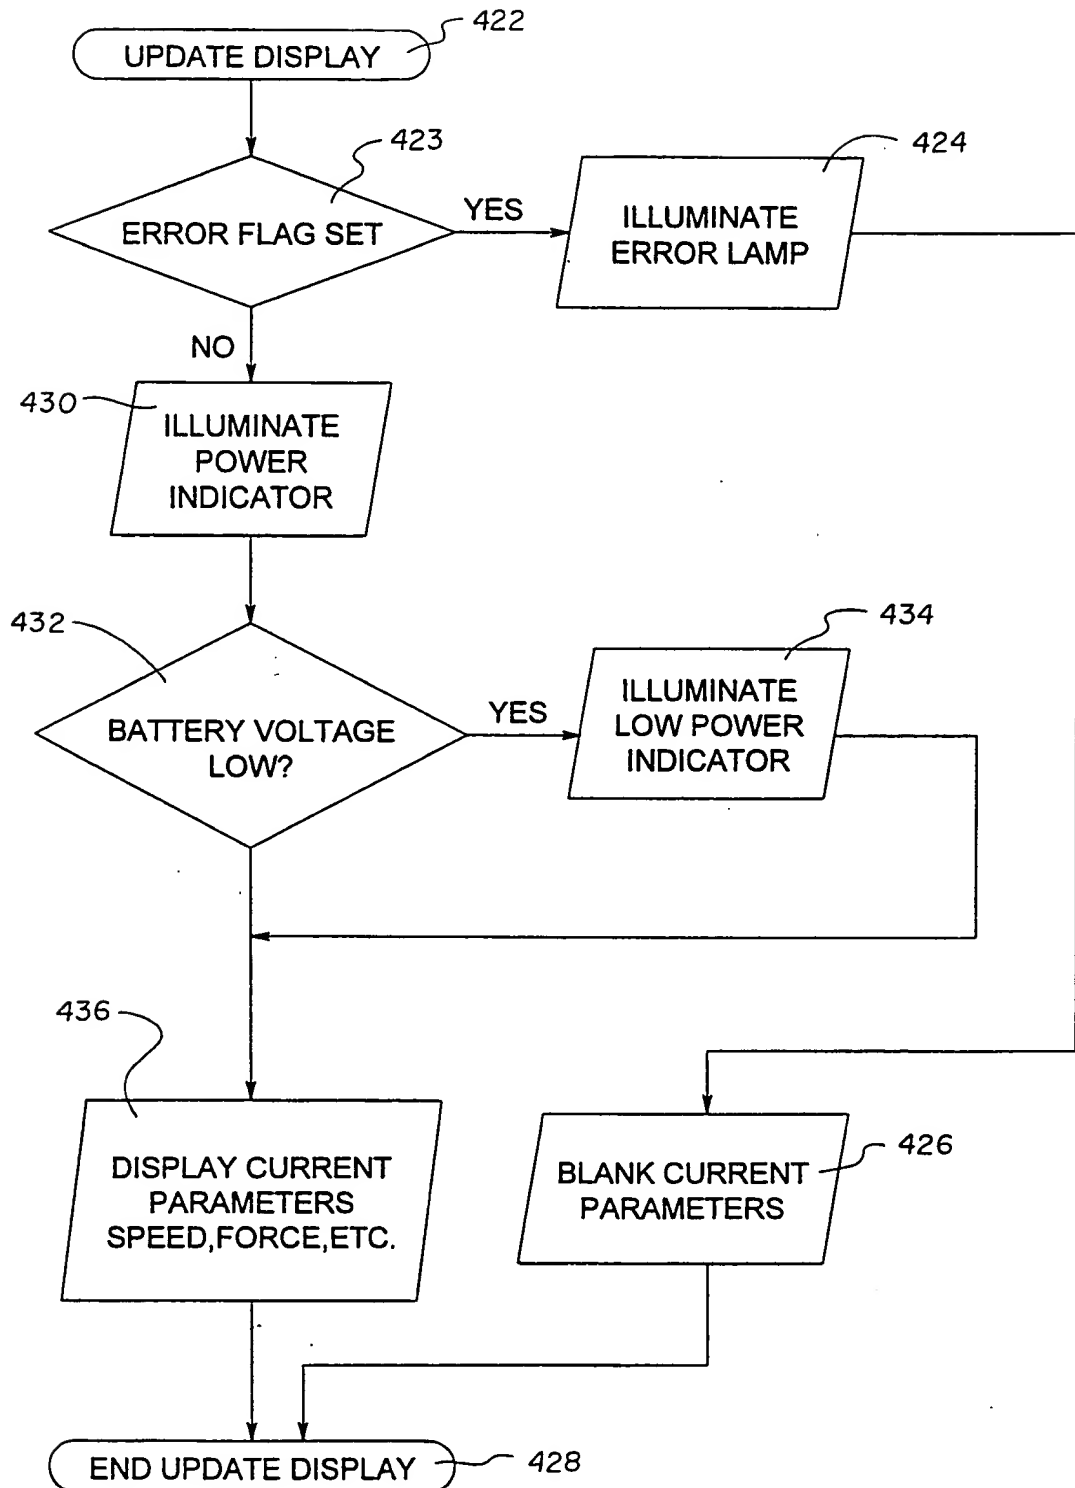 422
UPDATE DISPLAY
423
ERROR FLAG SET
YES
424
ILLUMINATE
ERROR LAMP
NO
430
ILLUMINATE
POWER
INDICATOR
432
BATTERY VOLTAGE
LOW?
YES
434
ILLUMINATE
LOW POWER
INDICATOR
436
DISPLAY CURRENT
PARAMETERS
SPEED,FORCE,ETC.
426
BLANK CURRENT
PARAMETERS
END UPDATE DISPLAY
428